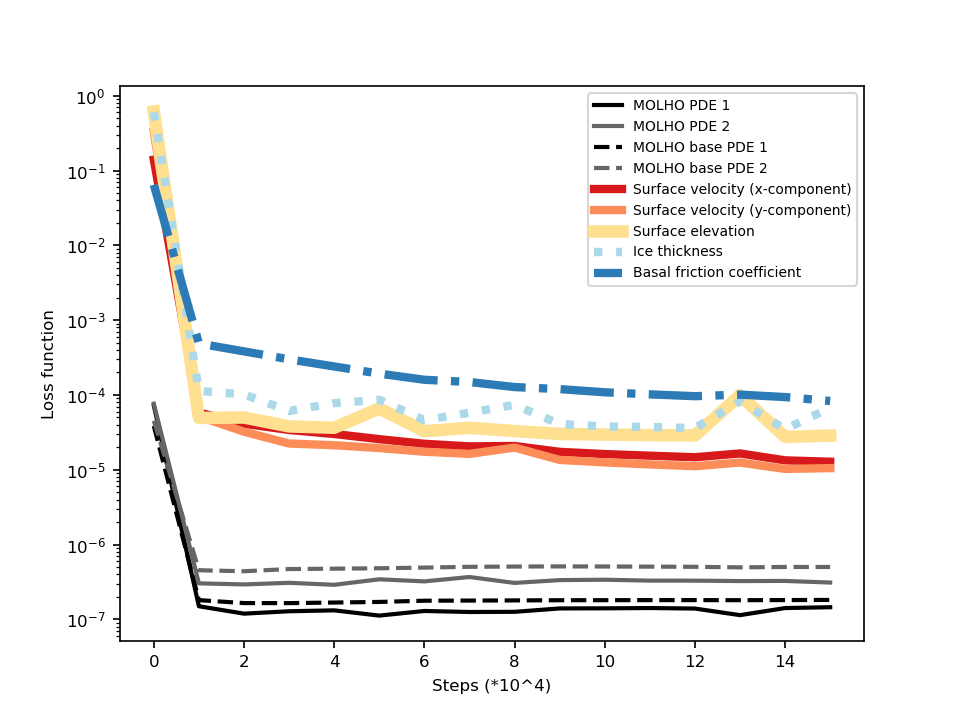 10^0
10^-1
10^-2
10^-3
10^-4
10^-5
10^-6
10^-7
Loss function
MOLHO PDE 1
MOLHO PDE 2
MOLHO base PDE 1
MOLHO base PDE 2
Surface velocity (x-component)
Surface velocity (y-component)
Surface elevation
Ice thickness
Basal friction coefficient
0 2 4 6 8 10 12 14
Steps (*10^4)